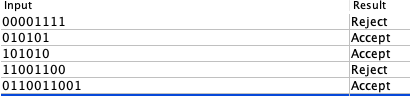 Input Result
00001111 Reject
010101 Accept
101010 Accept
11001100 Reject
0110011001 Accept